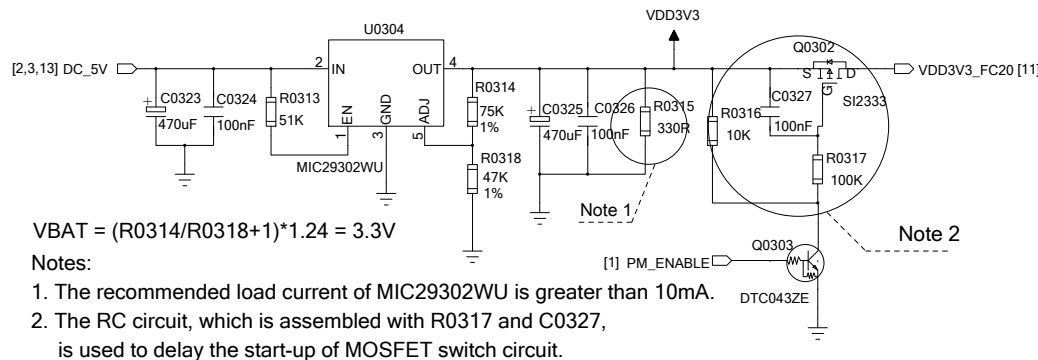 VDD3V3
U0304
Q0302
[2,3,13] DC_5V
2
IN
OUT
4
S
D
G
VDD3V3_FC20 [11]
SI2333
C0323
470uF
C0324
100nF
R0313
51K
EN
GND
ADJ
1
3
5
MIC29302WU
R0314
75K
1%
R0318
47K
1%
C0325
470uF
C0326
100nF
R0315
330R
R0316
10K
C0327
100nF
R0317
100K
Note 1
Note 2
Q0303
[1] PM_ENABLE
DTC043ZE
VBAT = (R0314/R0318+1)*1.24 = 3.3V
Notes:
1. The recommended load current of MIC29302WU is greater than 10mA.
2. The RC circuit, which is assembled with R0317 and C0327,
is used to delay the start-up of MOSFET switch circuit.